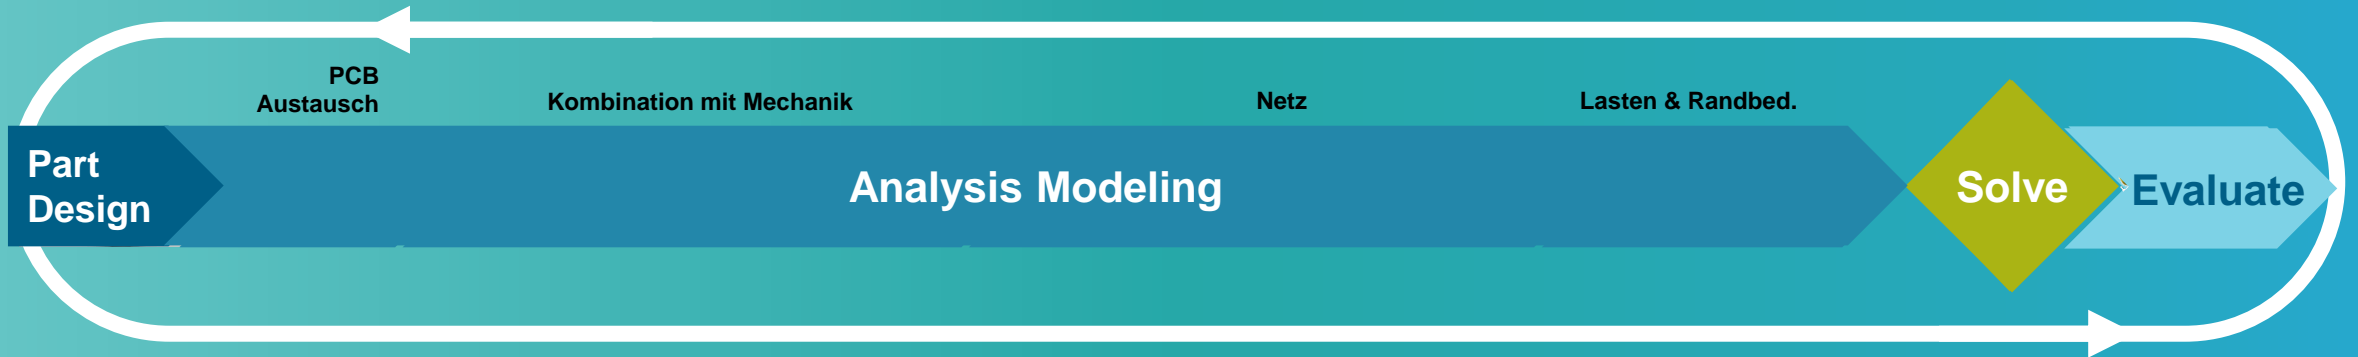 PCB
Austausch
Kombination mit Mechanik
Netz
Lasten & Randbed.
Part
Design
Analysis Modeling
Solve
Evaluate